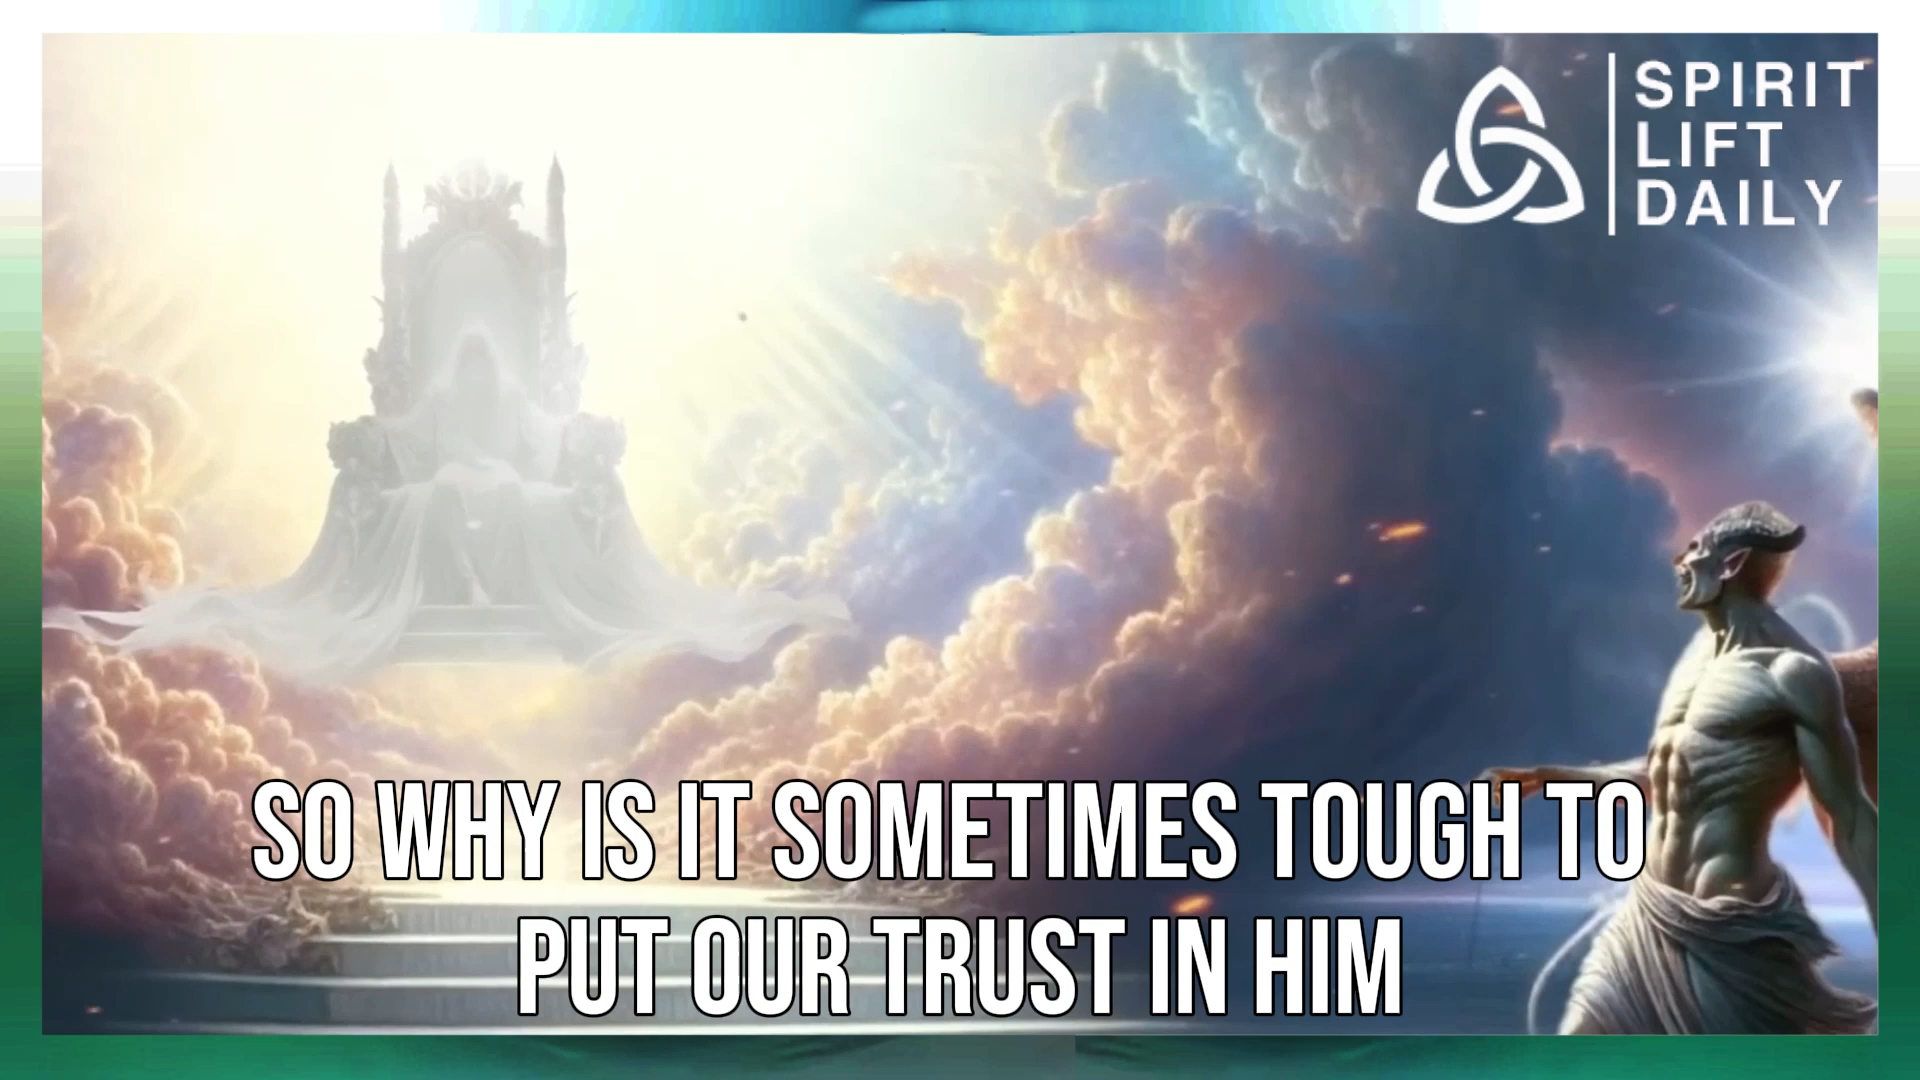 SPIRIT
LIFT
DAILY
SO WHY IS IT SOMETIMES TOUGH TO
PUT OUR TRUST IN HIM